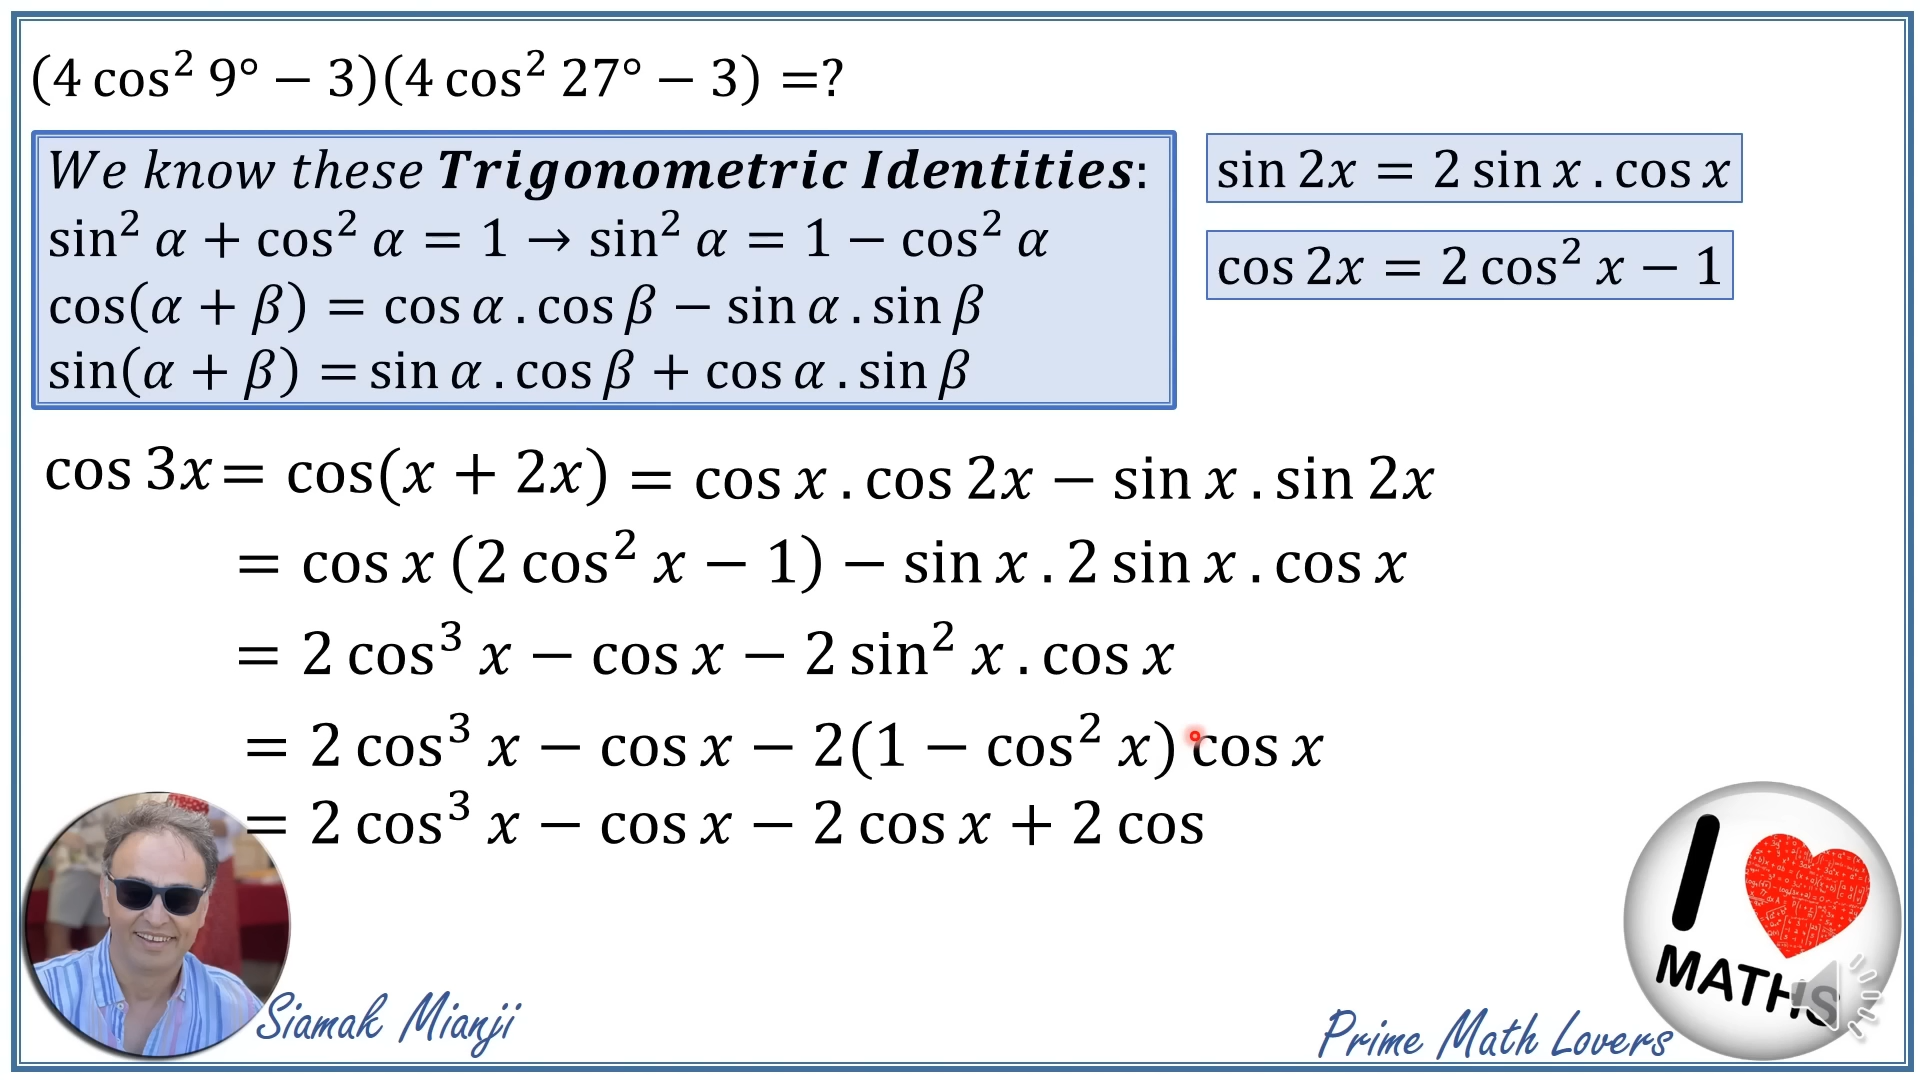 (4 cos² 9° − 3)(4 cos² 27° − 3) =?
We know these Trigonometric Identities:
sin² α + cos² α = 1 → sin² α = 1 − cos² α
cos(α + β) = cos α . cos β − sin α . sin β
sin(α + β) = sin α . cos β + cos α . sin β
sin 2x = 2 sin x . cos x
cos 2x = 2 cos² x − 1
cos 3x = cos(x + 2x) = cos x . cos 2x − sin x . sin 2x
= cos x (2 cos² x − 1) − sin x . 2 sin x . cos x
= 2 cos³ x − cos x − 2 sin² x . cos x
= 2 cos³ x − cos x − 2(1 − cos² x) cos x
= 2 cos³ x − cos x − 2 cos x + 2 cos
Siamak Mianji
Prime Math Lovers
I
MATHS